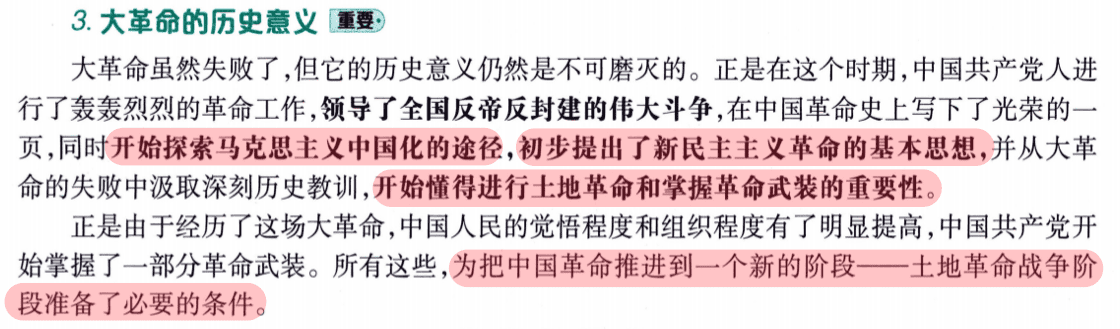 3. 大革命的历史意义 重要
大革命虽然失败了,但它的历史意义仍然是不可磨灭的。正是在这个时期,中国共产党人进
行了轰轰烈烈的革命工作,领导了全国反帝反封建的伟大斗争,在中国革命史上写下了光荣的一
页,同时开始探索马克思主义中国化的途径,初步提出了新民主主义革命的基本思想,并从大革
命的失败中汲取深刻历史教训,开始懂得进行土地革命和掌握革命武装的重要性。
正是由于经历了这场大革命,中国人民的觉悟程度和组织程度有了明显提高,中国共产党开
始掌握了一部分革命武装。所有这些,为把中国革命推进到一个新的阶段——土地革命战争阶
段准备了必要的条件。